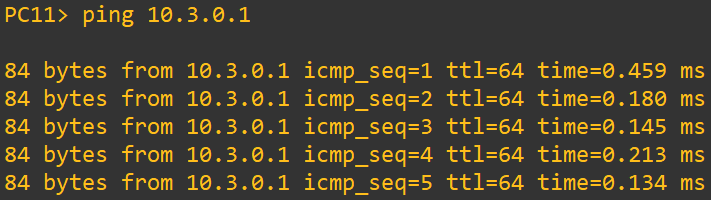 PC11> ping 10.3.0.1
84 bytes from 10.3.0.1 icmp_seq=1 ttl=64 time=0.459 ms
84 bytes from 10.3.0.1 icmp_seq=2 ttl=64 time=0.180 ms
84 bytes from 10.3.0.1 icmp_seq=3 ttl=64 time=0.145 ms
84 bytes from 10.3.0.1 icmp_seq=4 ttl=64 time=0.213 ms
84 bytes from 10.3.0.1 icmp_seq=5 ttl=64 time=0.134 ms